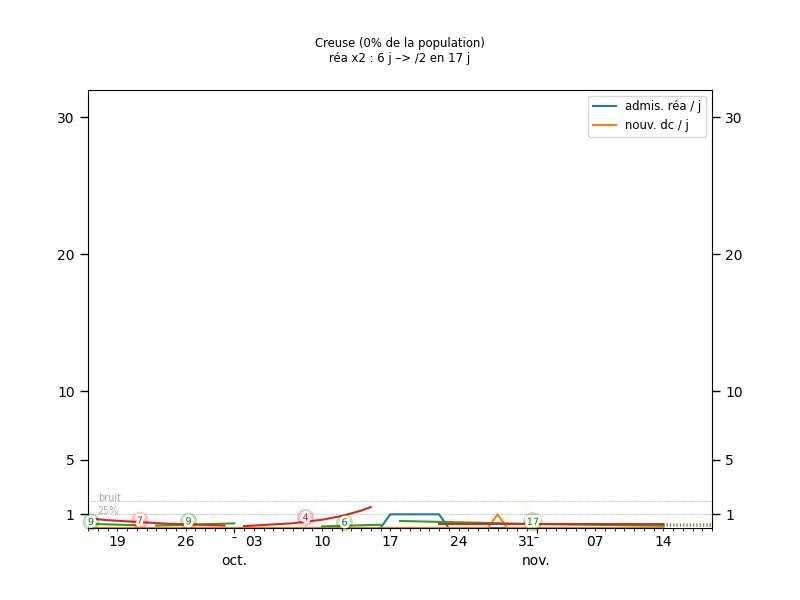 Creuse (0% de la population)
réa x2 : 6 j –> /2 en 17 j
admis. réa / j
nouv. dc / j
30 30
20 20
10 10
5 5
bruit
25%
1 1
9 7 9 4 6 17
19 26 - 03 10 17 24 31 - 07 14
oct. nov.